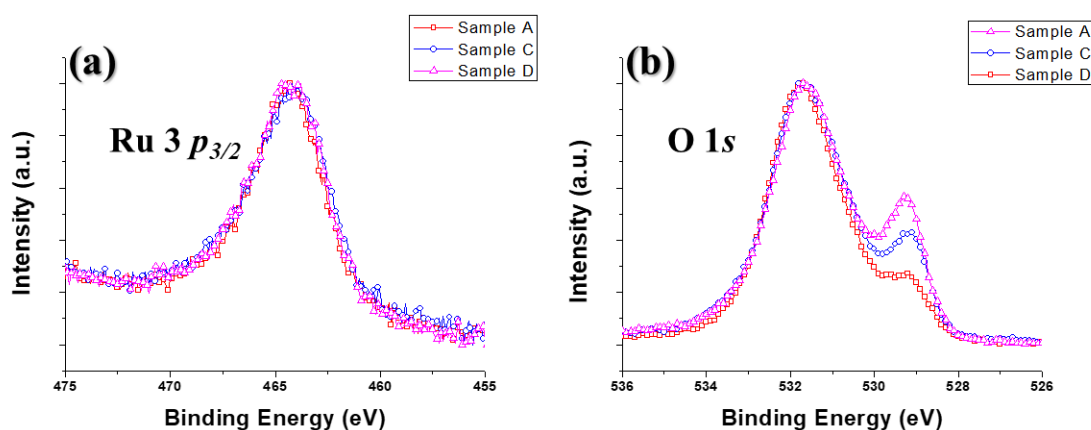 (a)
Sample A
Sample C
Sample D
Ru 3 p3/2
Intensity (a.u.)
475 470 465 460 455
Binding Energy (eV)
(b)
Sample A
Sample C
Sample D
O 1s
Intensity (a.u.)
536 534 532 530 528 526
Binding Energy (eV)